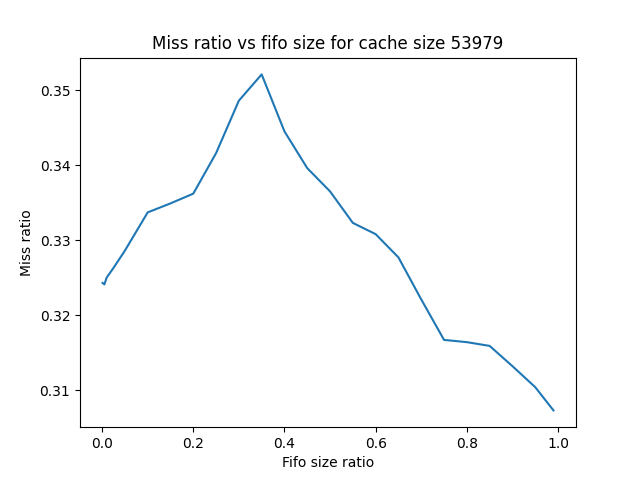 Miss ratio vs fifo size for cache size 53979
0.35
0.34
0.33
0.32
0.31
Miss ratio
0.0 0.2 0.4 0.6 0.8 1.0
Fifo size ratio